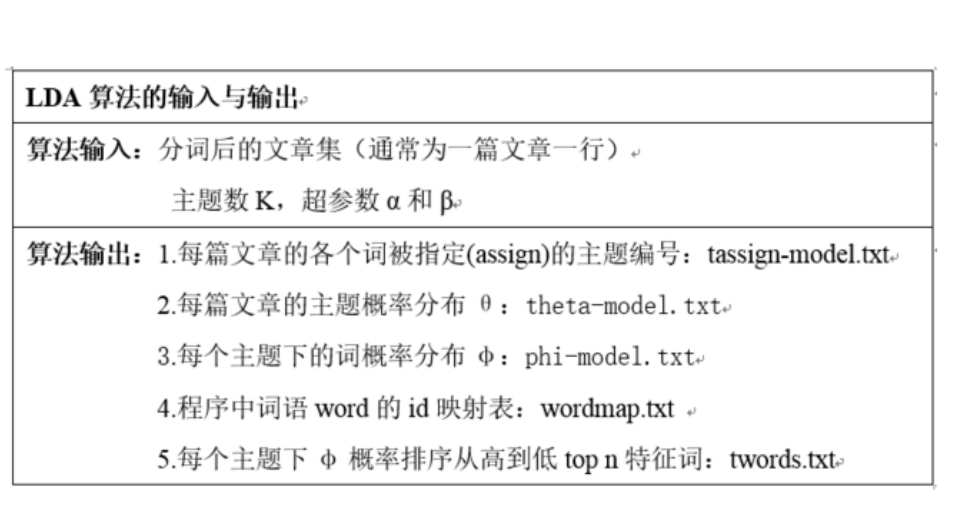 LDA 算法的输入与输出
算法输入：分词后的文章集（通常为一篇文章一行）
主题数 K，超参数 α 和 β
算法输出：1.每篇文章的各个词被指定(assign)的主题编号：tassign-model.txt
2.每篇文章的主题概率分布 θ：theta-model.txt
3.每个主题下的词概率分布 φ：phi-model.txt
4.程序中词语 word 的 id 映射表：wordmap.txt
5.每个主题下 φ 概率排序从高到低 top n 特征词：twords.txt